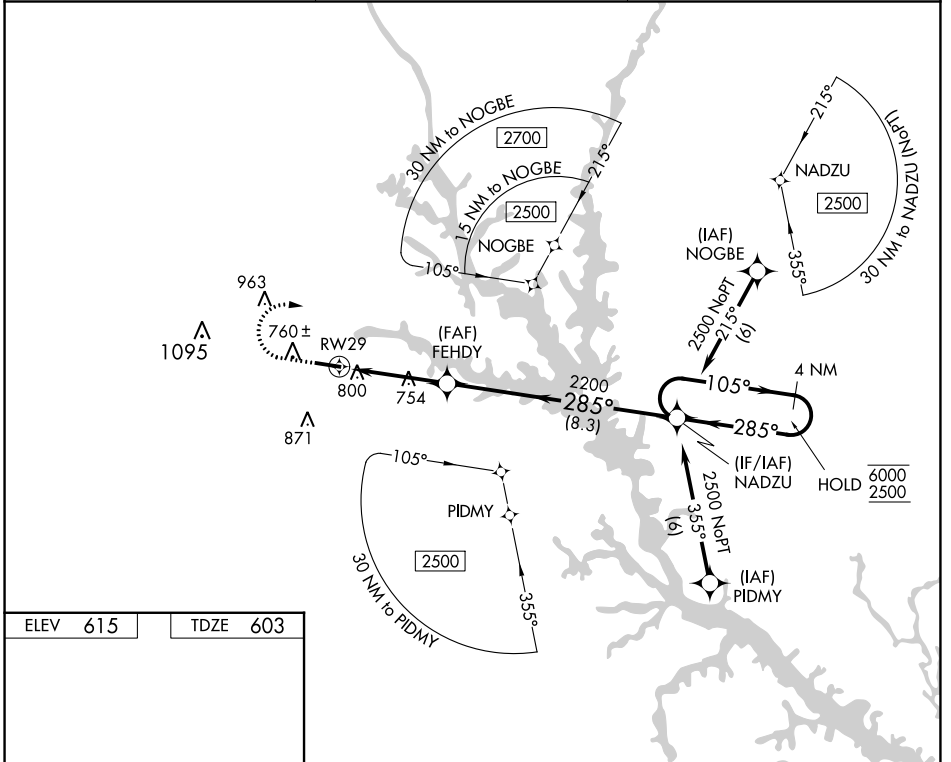 30 NM to NOGBE
2700
215°
15 NM to NOGBE
2500
NOGBE
105°
215°
NADZU
2500
355°
30 NM to NADZU (NoPT)
(IAF)
NOGBE
2500 NoPT
215°
(6)
963
1095
760±
RW29
800
754
871
(FAF)
FEHDY
2200
285°
(8.3)
105°
4 NM
285°
(IF/IAF)
NADZU
HOLD 6000
2500
2500 NoPT
355°
(6)
(IAF)
PIDMY
105°
PIDMY
2500
355°
30 NM to PIDMY
ELEV 615
TDZE 603